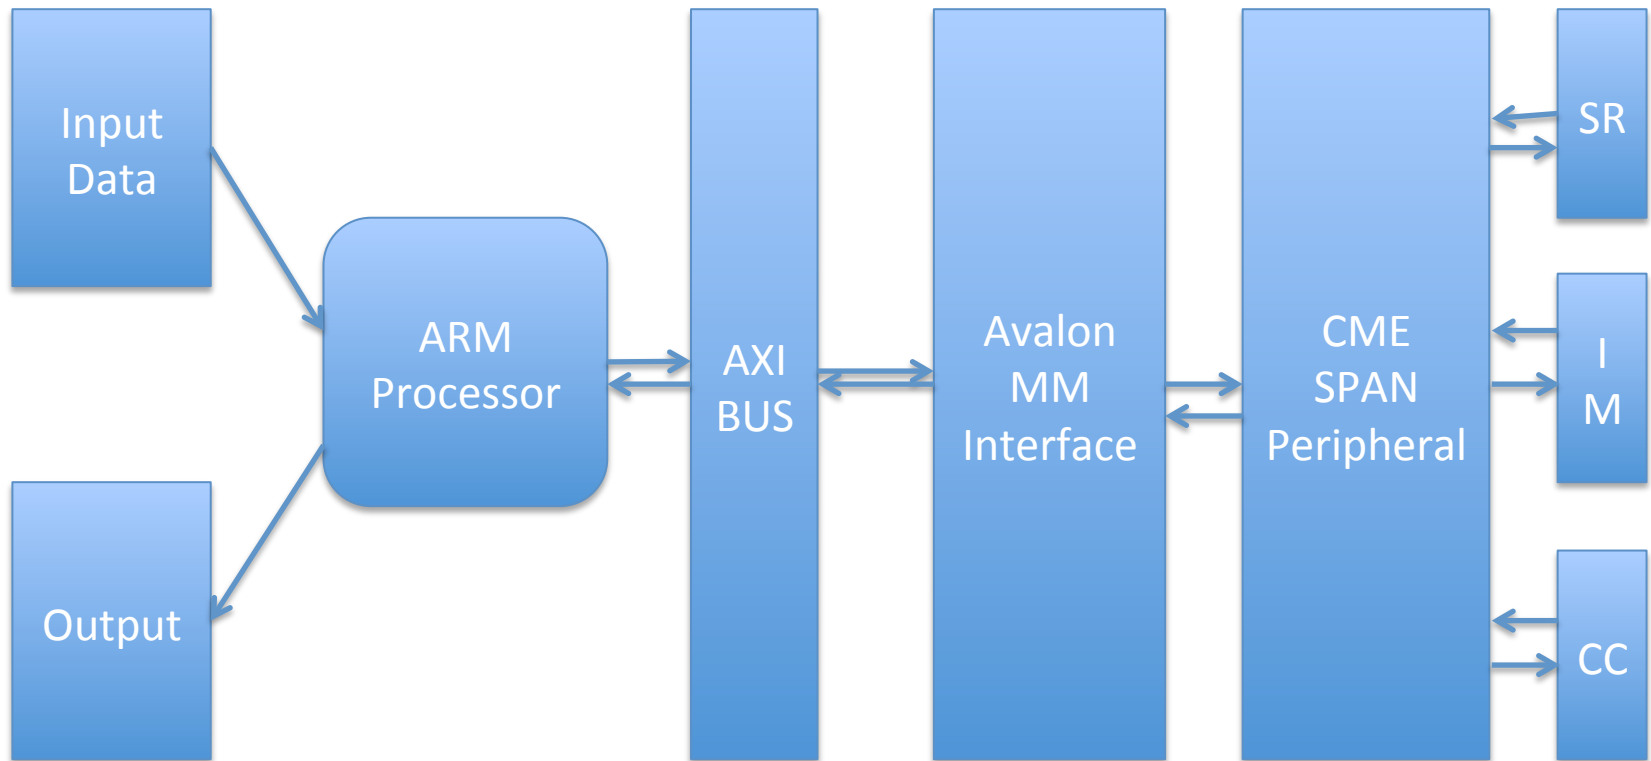 Input
Data
Output
ARM
Processor
AXI
BUS
Avalon
MM
Interface
CME
SPAN
Peripheral
SR
I
M
CC